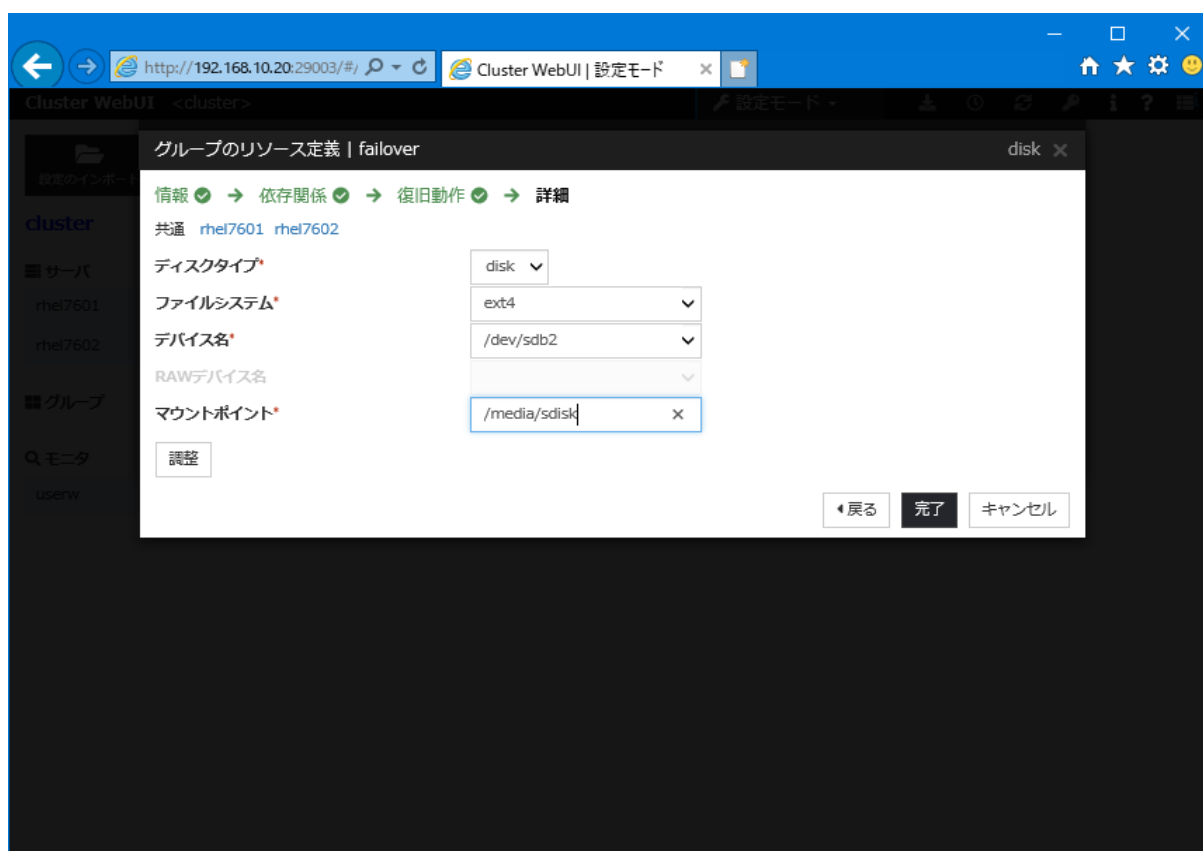 http://192.168.10.20:29003/#/
Cluster WebUI | 設定モード
Cluster WebUI <cluster>
設定モード
グループのリソース定義 | failover
disk
設定のインポート
情報 → 依存関係 → 復旧動作 → 詳細
cluster
共通 rhel7601 rhel7602
サーバ
ディスクタイプ*
disk
rhel7601
ファイルシステム*
ext4
rhel7602
デバイス名*
/dev/sdb2
RAWデバイス名
グループ
マウントポイント*
/media/sdisk
モニタ
調整
userw
戻る
完了
キャンセル